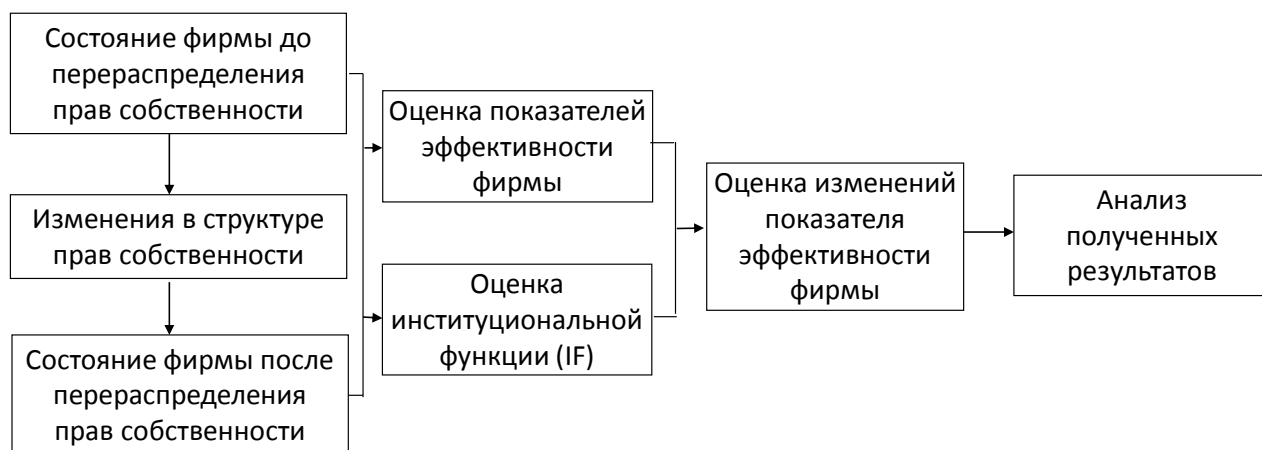 Состояние фирмы до
перераспределения
прав собственности
Изменения в структуре
прав собственности
Состояние фирмы после
перераспределения
прав собственности
Оценка показателей
эффективности
фирмы
Оценка
институциональной
функции (IF)
Оценка изменений
показателя
эффективности
фирмы
Анализ
полученных
результатов